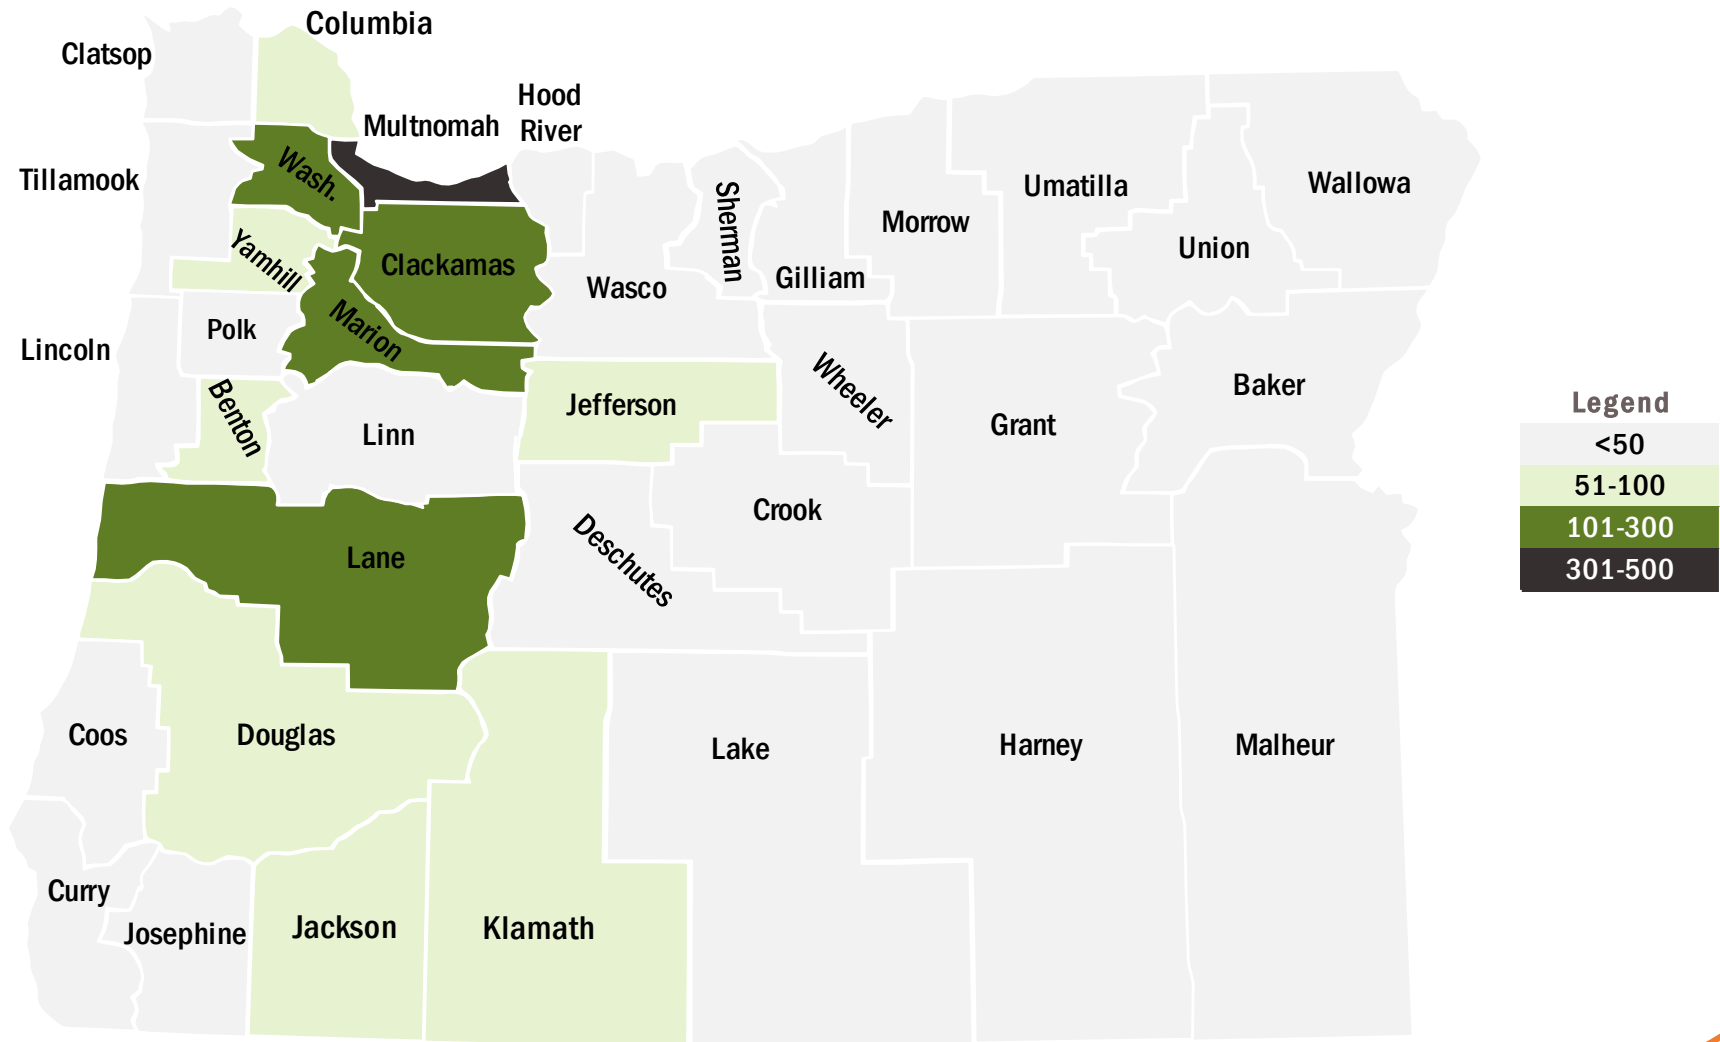 Columbia
Clatsop
Hood
River
Multnomah
Tillamook
Wash.
Sherman
Umatilla
Wallowa
Morrow
Union
Yamhill
Clackamas
Gilliam
Wasco
Polk
Marion
Lincoln
Wheeler
Baker
Benton
Jefferson
Grant
Linn
Legend
<50
51-100
101-300
301-500
Crook
Deschutes
Lane
Coos
Douglas
Lake
Harney
Malheur
Curry
Josephine
Jackson
Klamath